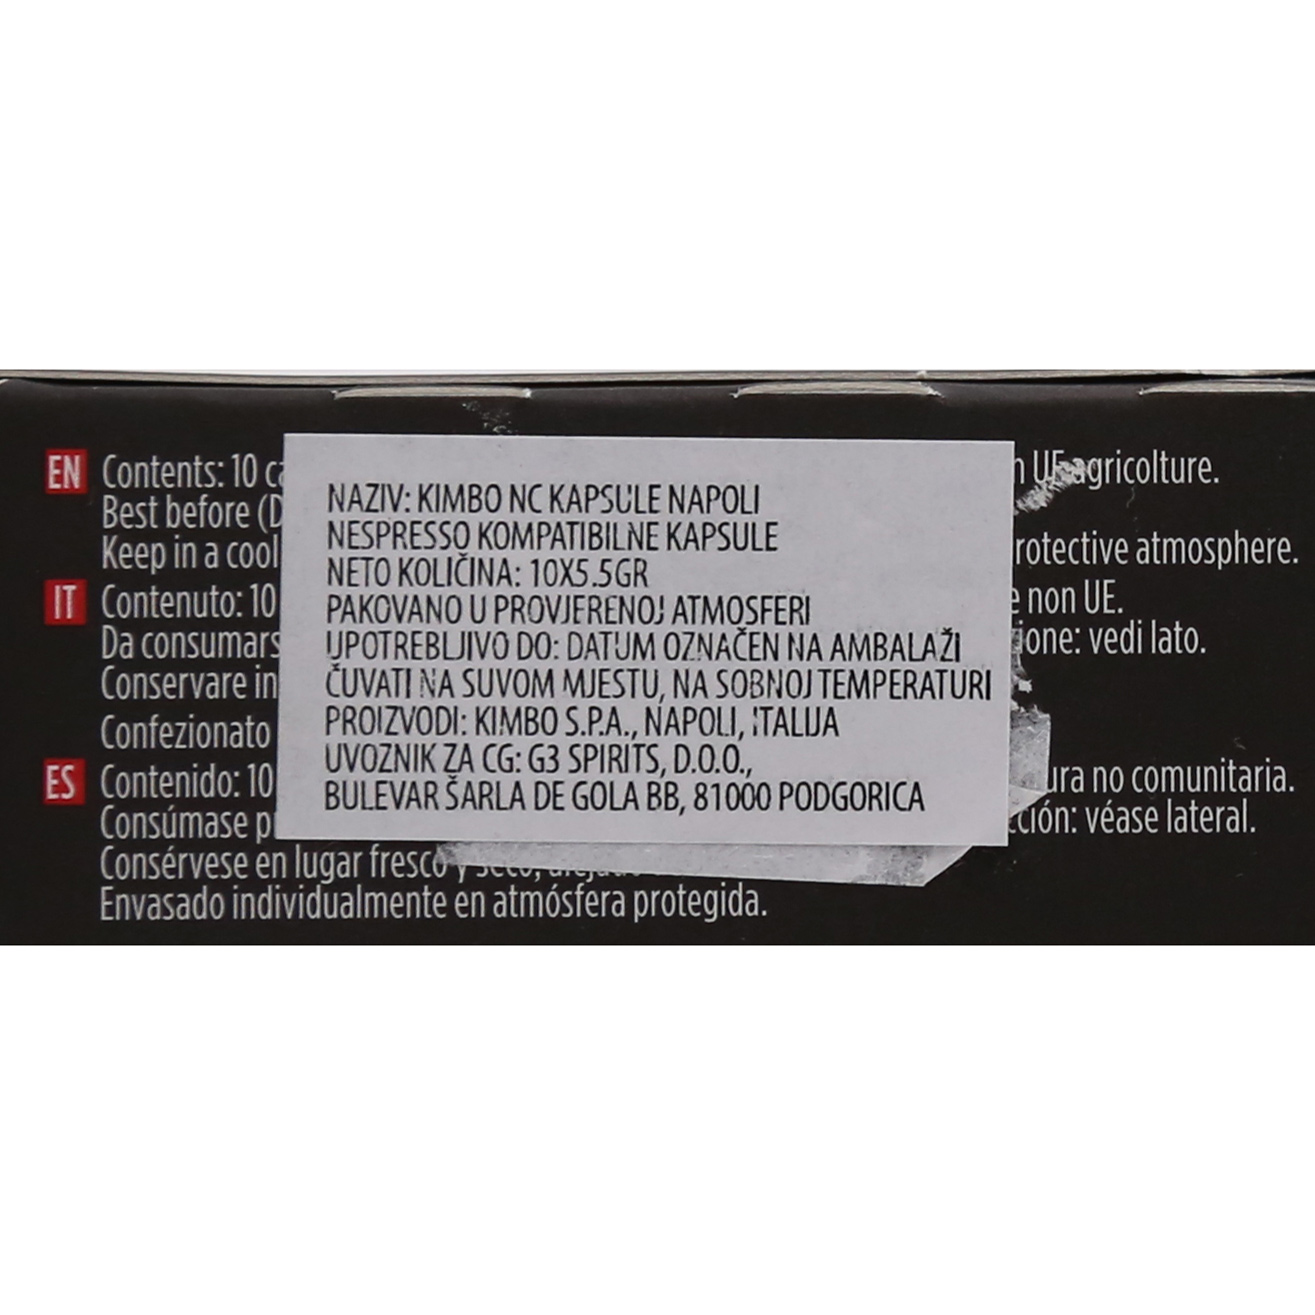 EN Contents: 10
Best before
Keep in a cool
IT Contenuto: 10
Da consumars
Conservare in
Confezionato
ES Contenido: 10
Consúmase
Consérvese en lugar fresco y
Envasado individualmente en atmósfera protegida.
NAZIV: KIMBO NC KAPSULE NAPOLI
NESPRESSO KOMPATIBILNE KAPSULE
NETO KOLIČINA: 10X5.5GR
PAKOVANO U PROVJERENOJ ATMOSFERI
UPOTREBLJIVO DO: DATUM OZNAČEN NA AMBALAŽI
ČUVATI NA SUVOM MJESTU, NA SOBNOJ TEMPERATURI
PROIZVODI: KIMBO S.P.A., NAPOLI, ITALIJA
UVOZNIK ZA CG: G3 SPIRITS, D.O.O.,
BULEVAR ŠARLA DE GOLA BB, 81000 PODGORICA
agricolture.
rotective atmosphere.
e non UE.
ione: vedi lato.
ura no comunitaria.
ción: véase lateral.